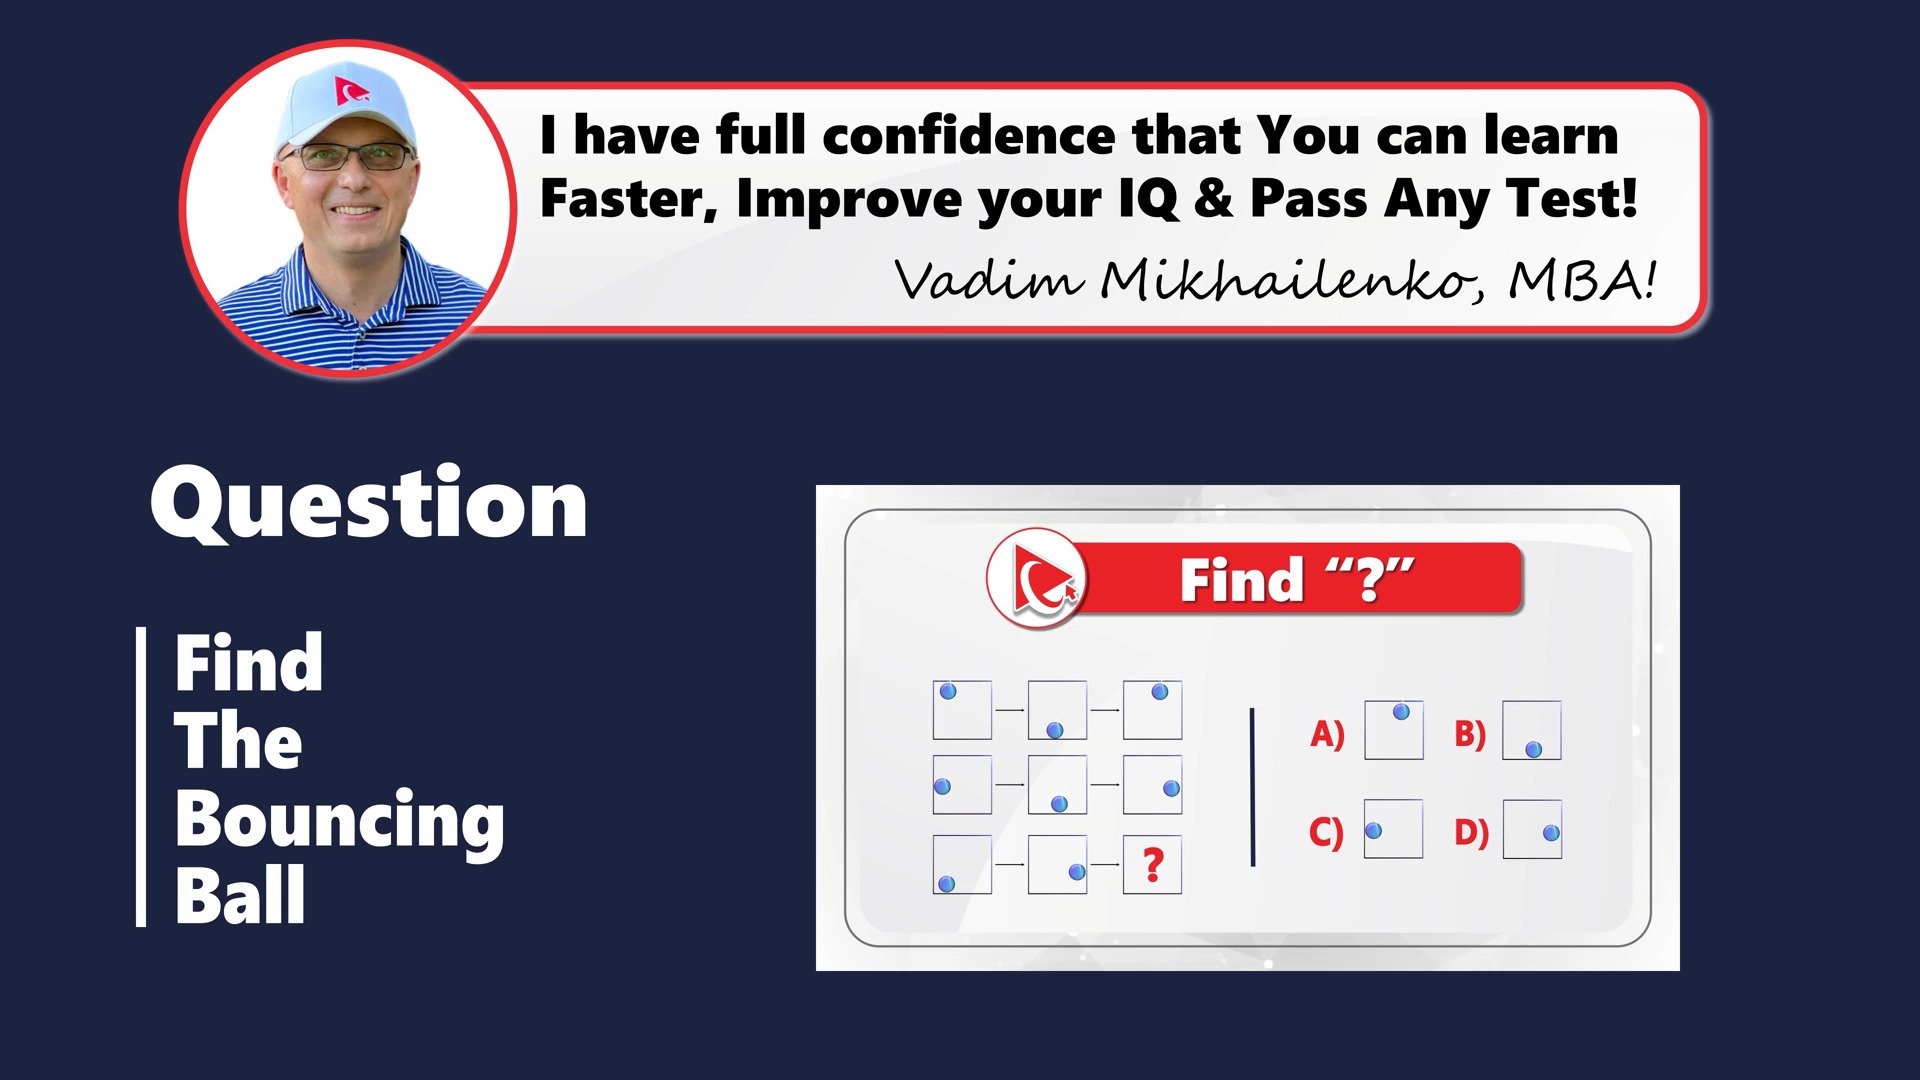 I have full confidence that You can learn
Faster, Improve your IQ & Pass Any Test!
Vadim Mikhailenko, MBA!
Question
Find
The
Bouncing
Ball
Find “?”
?
A)
B)
C)
D)